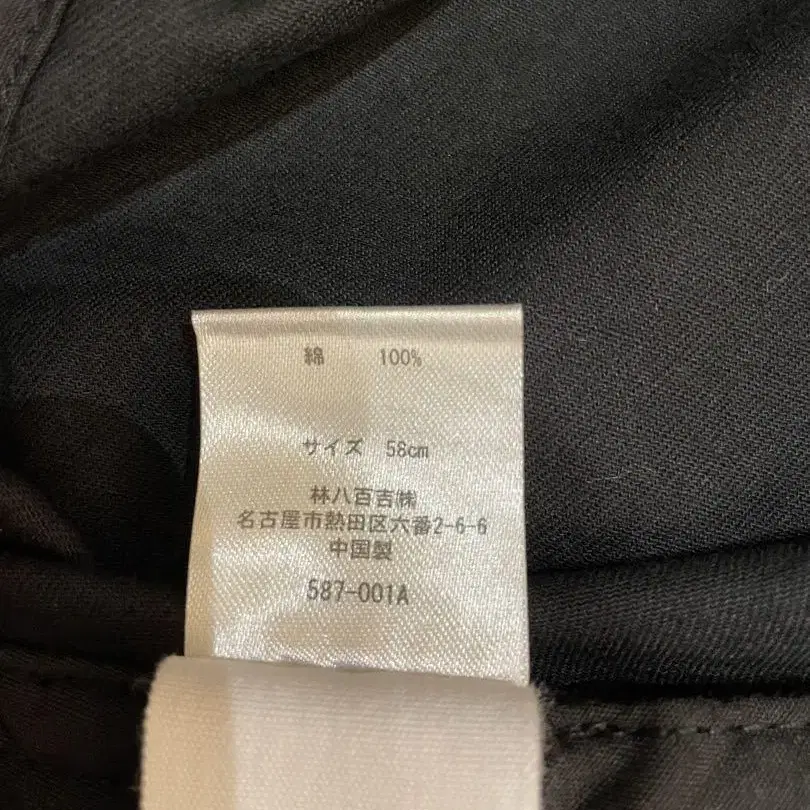 綿 100%
サイズ 58cm
林八百吉㈱
名古屋市熱田区六番2-6-6
中国製
587-001A